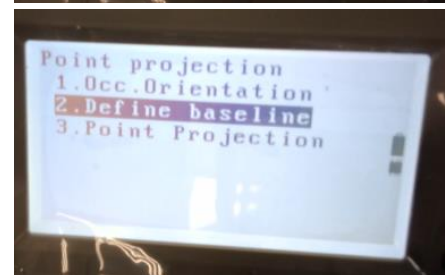 Point projection
1.Occ.Orientation
2.Define baseline
3.Point Projection